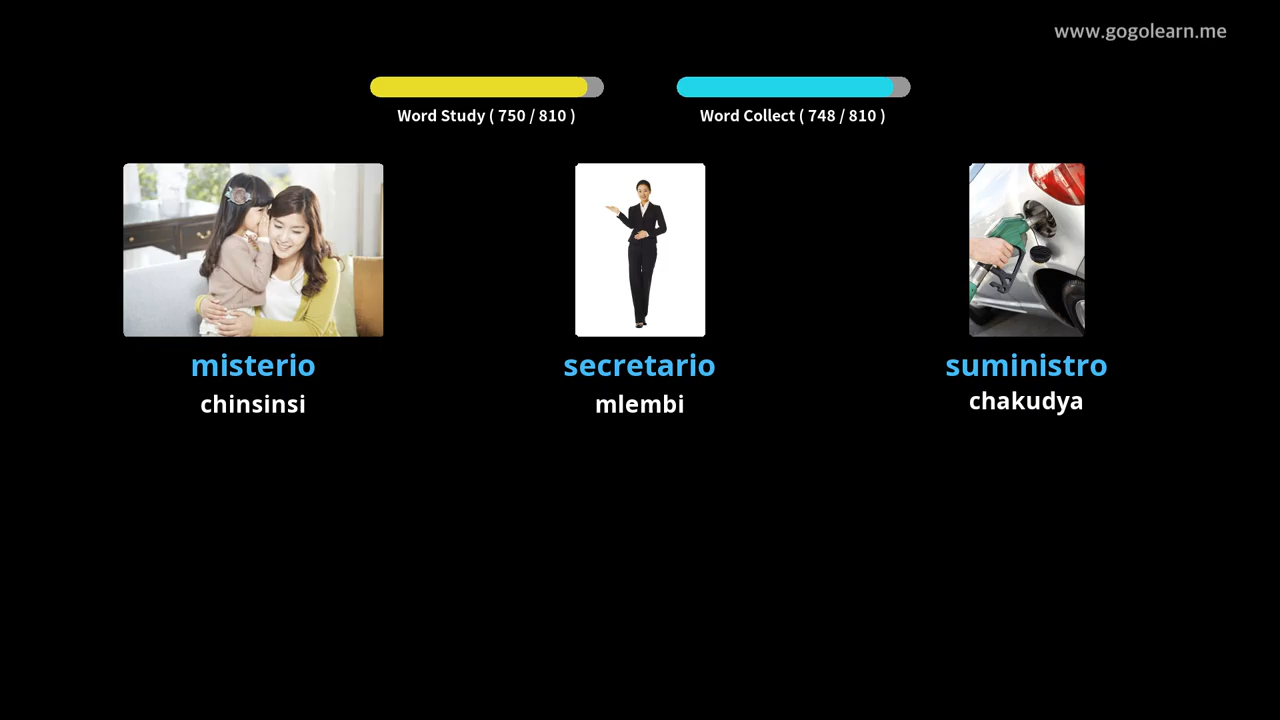 www.gogolearn.me
Word Study ( 750 / 810 )
Word Collect ( 748 / 810 )
misterio
chinsinsi
secretario
mlembi
suministro
chakudya